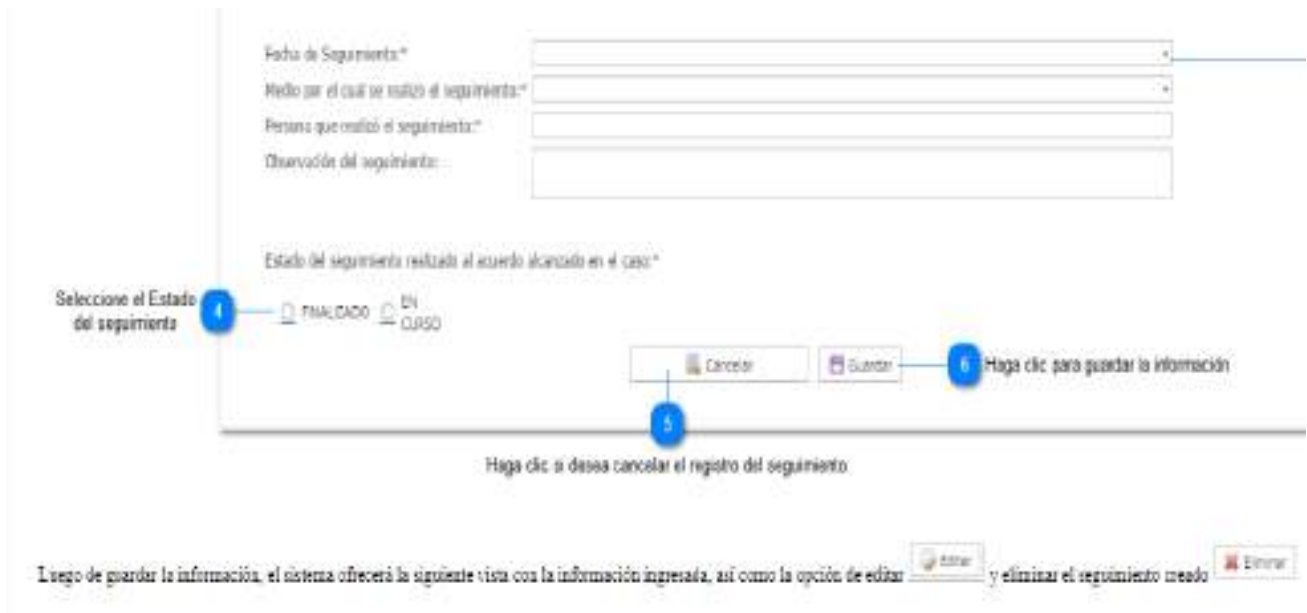 Fecha de Seguimiento:*
Medio por el cual se realizó el seguimiento:*
Persona que realizó el seguimiento:*
Observación del seguimiento:
Estado del seguimiento realizado al acuerdo alcanzado en el caso:*
Seleccione el Estado
del seguimiento
4
FINALIZADO
EN
CURSO
Cancelar
Guardar
6
Haga clic para guardar la información
5
Haga clic si desea cancelar el registro del seguimiento
Luego de guardar la información, el sistema ofrecerá la siguiente vista con la información ingresada, así como la opción de editar Editar y eliminar el seguimiento creado Eliminar